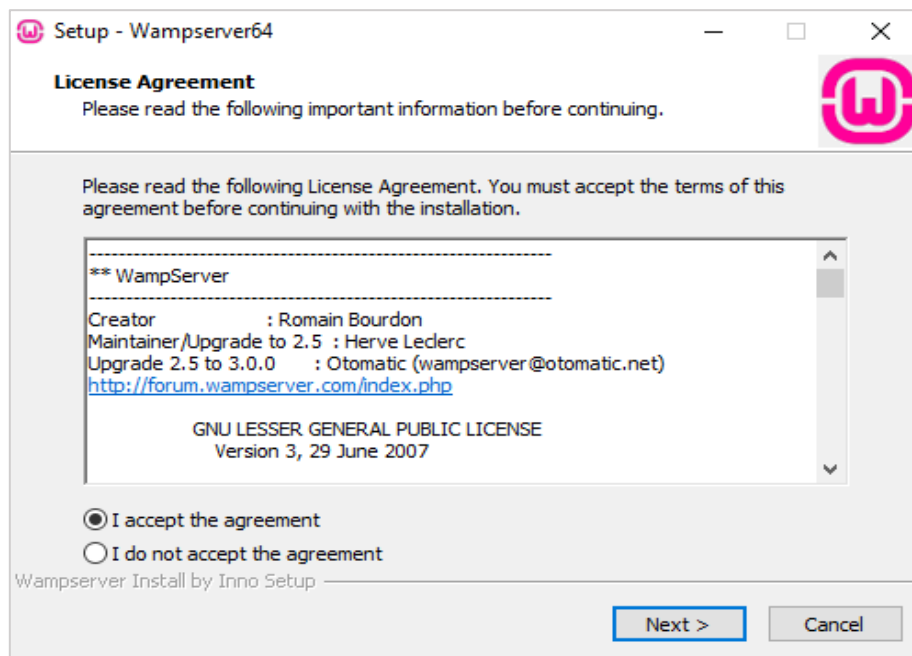 Setup - Wampserver64
License Agreement
Please read the following important information before continuing.
Please read the following License Agreement. You must accept the terms of this
agreement before continuing with the installation.
---------------------------------------------------------------
** WampServer
---------------------------------------------------------------
Creator : Romain Bourdon
Maintainer/Upgrade to 2.5 : Herve Leclerc
Upgrade 2.5 to 3.0.0 : Otomatic (wampserver@otomatic.net)
http://forum.wampserver.com/index.php
GNU LESSER GENERAL PUBLIC LICENSE
Version 3, 29 June 2007
I accept the agreement
I do not accept the agreement
Wampserver Install by Inno Setup
Next >
Cancel